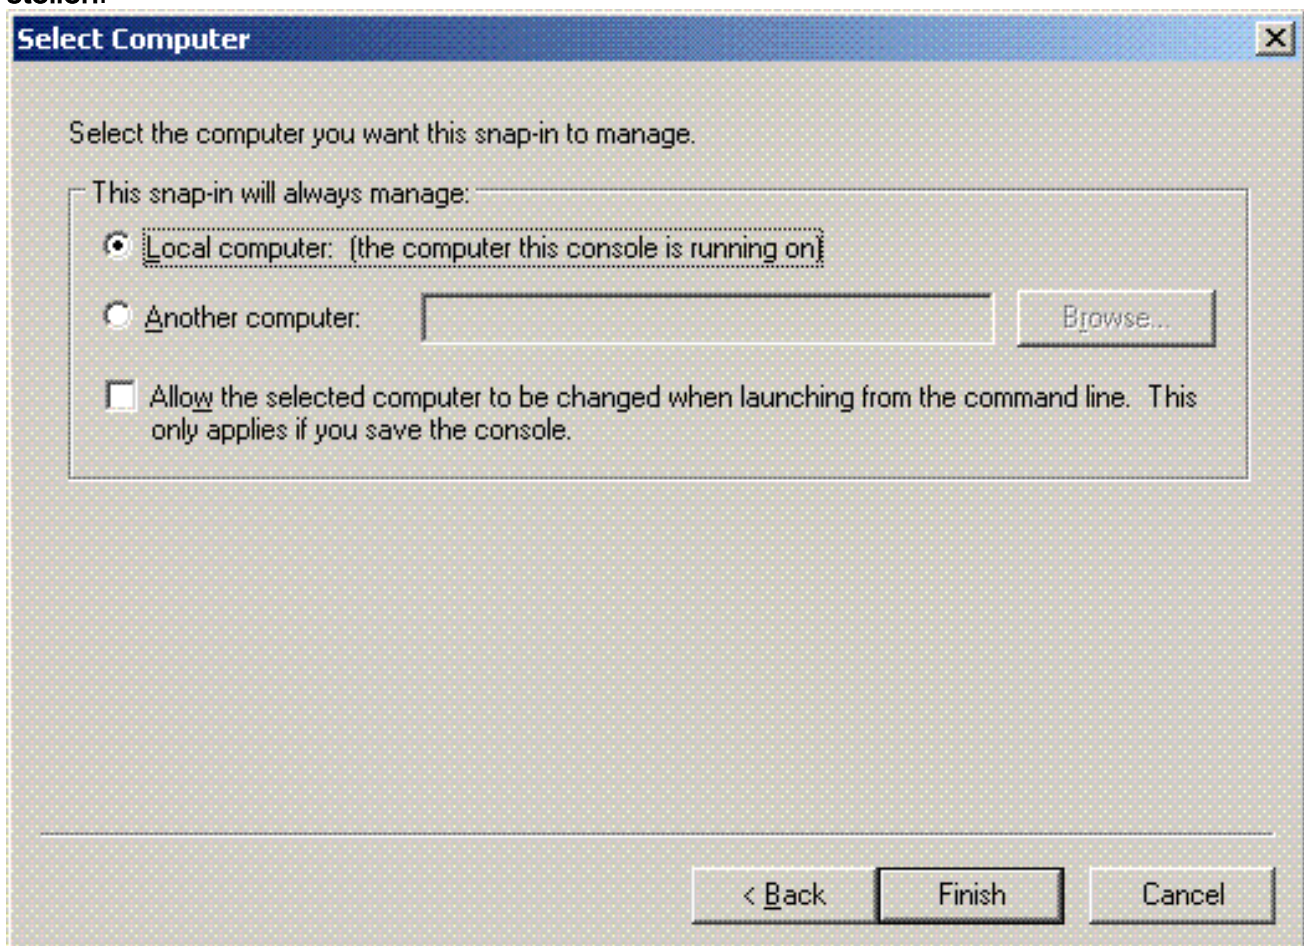 Select Computer
Select the computer you want this snap-in to manage.
This snap-in will always manage:
Local computer: (the computer this console is running on)
Another computer:
Browse...
Allow the selected computer to be changed when launching from the command line. This
only applies if you save the console.
< Back
Finish
Cancel